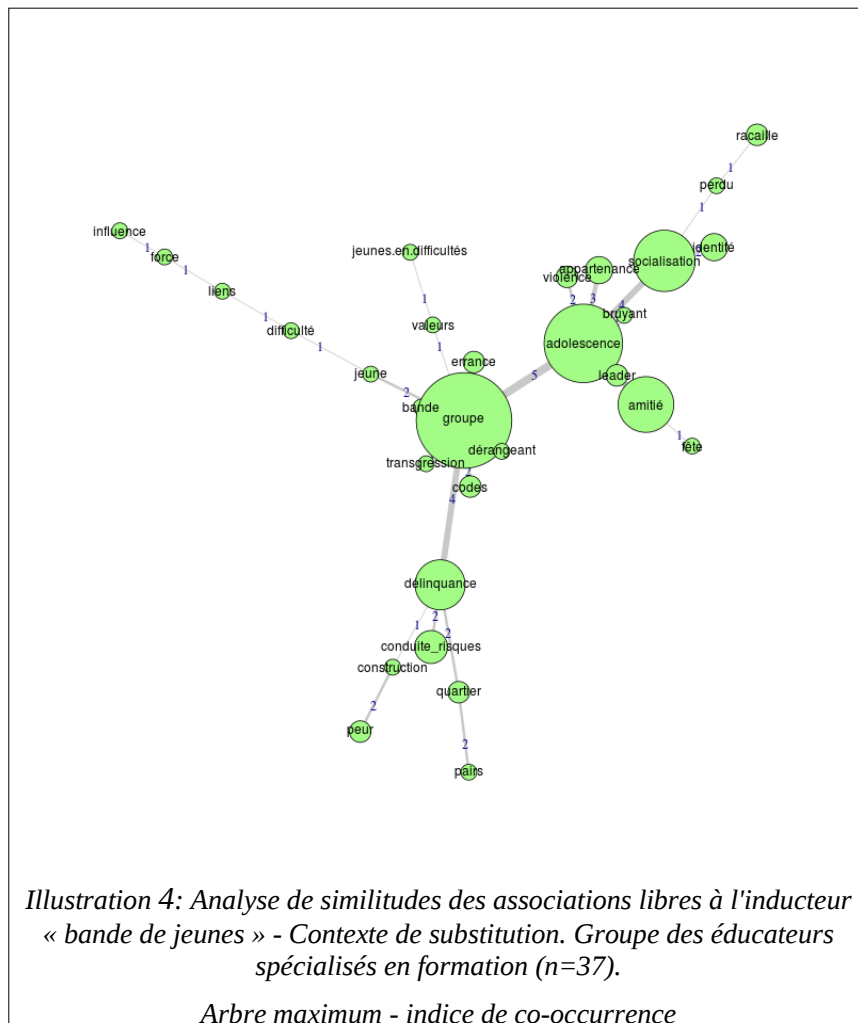 racaille
1
perdu
1
influence
1
force
1
jeunes.en.difficultés
identité
socialisation
appartenance
violence
liens
1
2
3
4
bruyant
1
valeurs
difficulté
1
1
errance
adolescence
5
jeune
leader
2
bande
groupe
amitié
1
fête
dérangeant
transgression
2
codes
4
délinquance
1
2
2
conduite_risques
construction
quartier
2
peur
2
pairs
Illustration 4: Analyse de similitudes des associations libres à l'inducteur
« bande de jeunes » - Contexte de substitution. Groupe des éducateurs
spécialisés en formation (n=37).
Arbre maximum - indice de co-occurrence